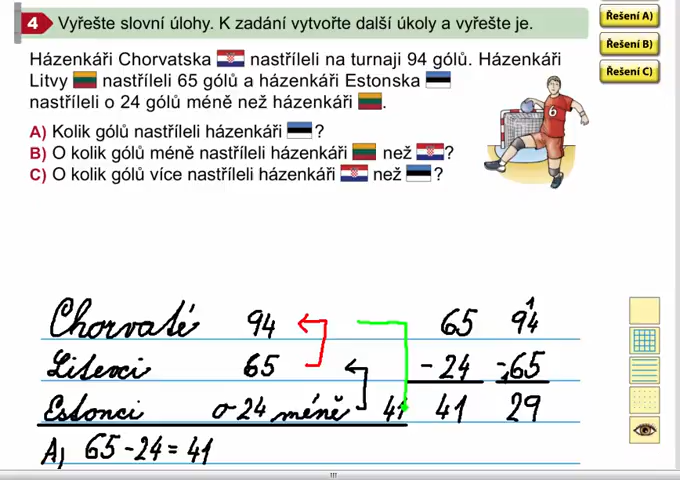 4 Vyřešte slovní úlohy. K zadání vytvořte další úkoly a vyřešte je.
Řešení A)
Řešení B)
Řešení C)
Házenkáři Chorvatska nastříleli na turnaji 94 gólů. Házenkáři
Litvy nastříleli 65 gólů a házenkáři Estonska
nastříleli o 24 gólů méně než házenkáři .
6
A) Kolik gólů nastříleli házenkáři ?
B) O kolik gólů méně nastříleli házenkáři než ?
C) O kolik gólů více nastříleli házenkáři než ?
Chorvaté 94 65 94
1
Litevci 65 - 24 - 65
1
Estonci o 24 méně 41 41 29
A) 65 - 24 = 41